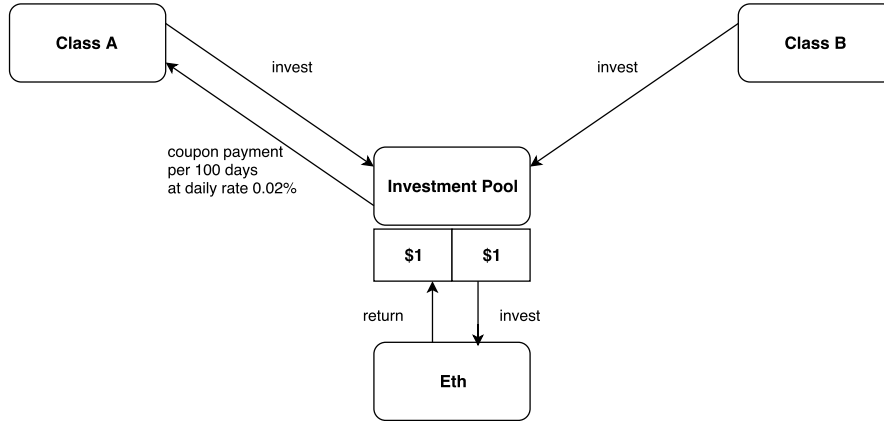 Class A
Class B
invest
invest
coupon payment
per 100 days
at daily rate 0.02%
Investment Pool
$1
$1
return
invest
Eth